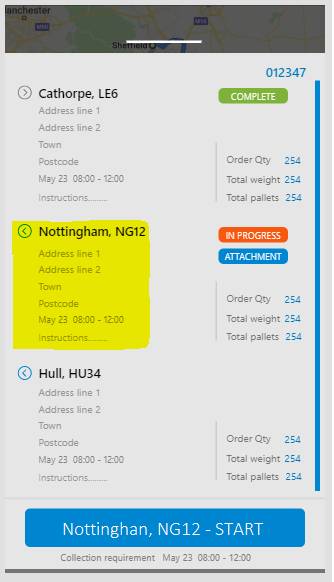 anchester
M18
Sheffield
M1
012347
Cathorpe, LE6
COMPLETE
Address line 1
Address line 2
Town
Postcode
May 23 08:00 - 12:00
Instructions.........
Order Qty 254
Total weight 254
Total pallets 254
Nottingham, NG12
IN PROGRESS
Address line 1
ATTACHMENT
Address line 2
Town
Postcode
May 23 08:00 - 12:00
Instructions.........
Order Qty 254
Total weight 254
Total pallets 254
Hull, HU34
Address line 1
Address line 2
Town
Postcode
May 23 08:00 - 12:00
Instructions.........
Order Qty 254
Total weight 254
Total pallets 254
Nottinghan, NG12 - START
Collection requirement May 23 08:00 - 12:00